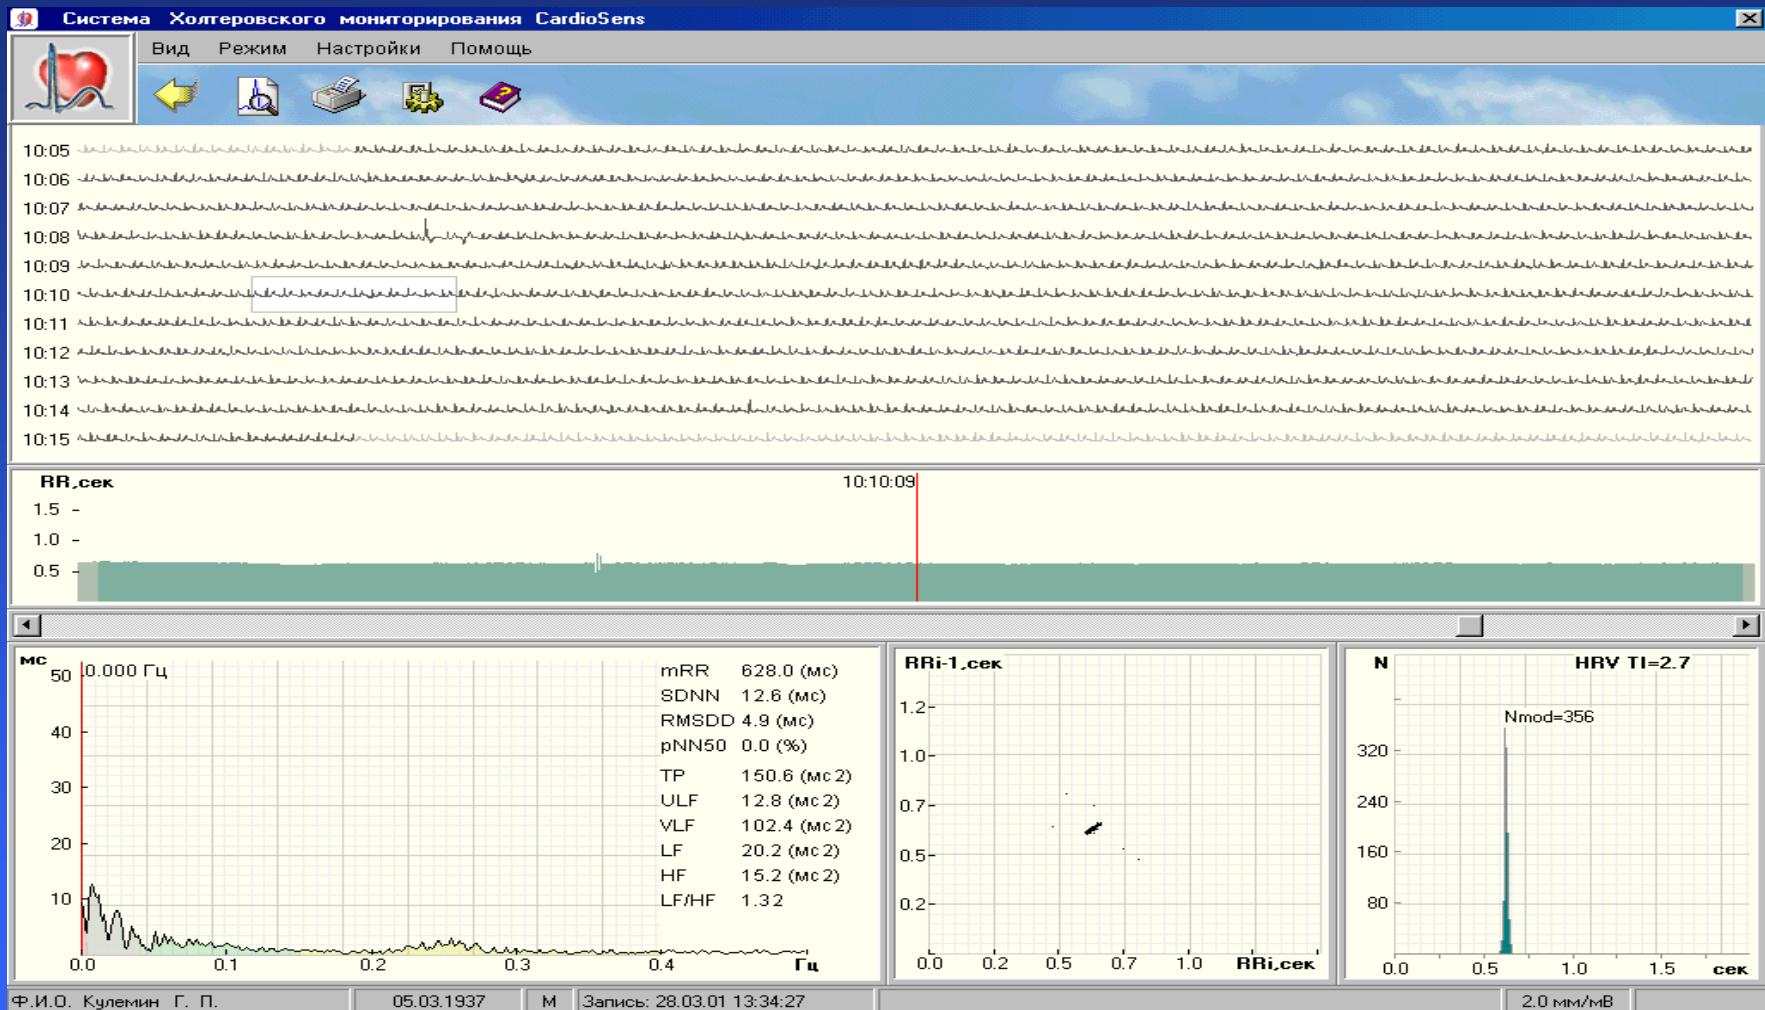 Система Холтеровского мониторирования CardioSens
Вид Режим Настройки Помощь
10:05
10:06
10:07
10:08
10:09
10:10
10:11
10:12
10:13
10:14
10:15
RR,сек
10:10:09
1.5
1.0
0.5
мс
50
40
30
20
10
0.000 Гц
mRR 628.0 (мс)
SDNN 12.6 (мс)
RMSDD 4.9 (мс)
pNN50 0.0 (%)
TP 150.6 (мс2)
ULF 12.8 (мс2)
VLF 102.4 (мс2)
LF 20.2 (мс2)
HF 15.2 (мс2)
LF/HF 1.32
0.0 0.1 0.2 0.3 0.4 Гц
RRi-1,сек
1.2
1.0
0.7
0.5
0.2
0.0 0.2 0.5 0.7 1.0 RRi,сек
N HRV TI=2.7
Nmod=356
320
240
160
80
0.0 0.5 1.0 1.5 сек
Ф.И.О. Кулемин Г. П. 05.03.1937 М Запись: 28.03.01 13:34:27 2.0 мм/мВ